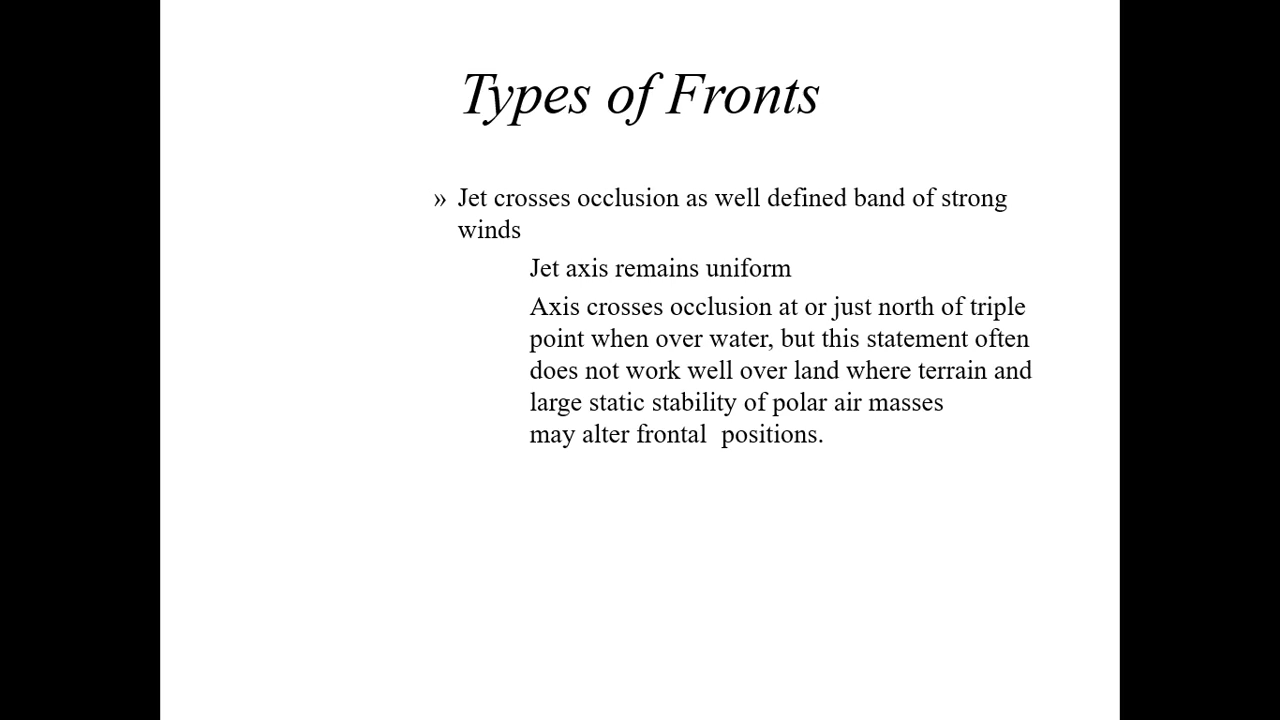 Types of Fronts
» Jet crosses occlusion as well defined band of strong
winds
Jet axis remains uniform
Axis crosses occlusion at or just north of triple
point when over water, but this statement often
does not work well over land where terrain and
large static stability of polar air masses
may alter frontal  positions.